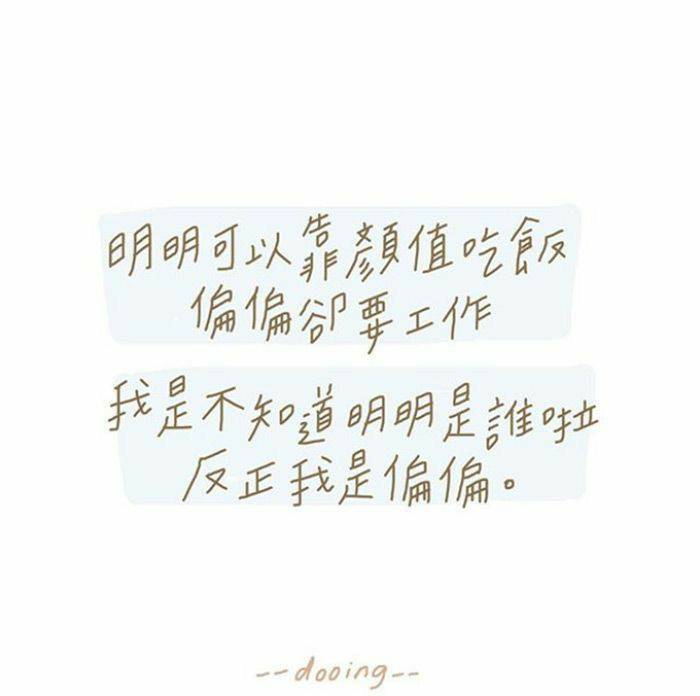 明明可以靠顏值吃飯
偏偏卻要工作
我是不知道明明是誰啦
反正我是偏偏。
--dooing--